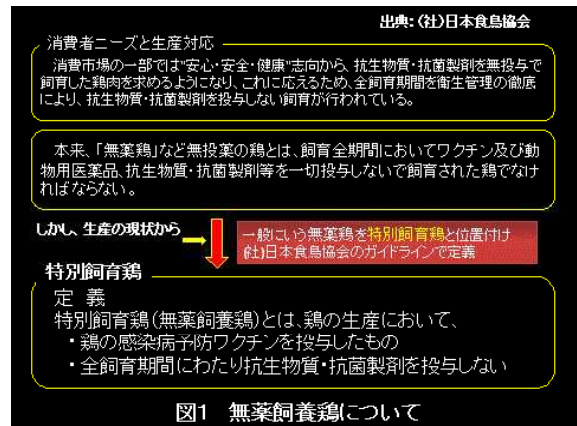 出典：(社)日本食鳥協会
消費者ニーズと生産対応
消費市場の一部では"安心・安全・健康"志向から、抗生物質・抗菌製剤を無投与で
飼育した鶏肉を求めるようになり、これに応えるため、全飼育期間を衛生管理の徹底
により、抗生物質・抗菌製剤を投与しない飼育が行われている。
本来、「無薬鶏」など無投薬の鶏とは、飼育全期間においてワクチン及び動
物用医薬品、抗生物質・抗菌製剤等を一切投与しないで飼育された鶏でなけ
ればならない。
しかし、生産の現状から
一般にいう無薬鶏を特別飼育鶏と位置付け
(社)日本食鳥協会のガイドラインで定義
特別飼育鶏
定 義
特別飼育鶏(無薬飼養鶏)とは、鶏の生産において、
・鶏の感染病予防ワクチンを投与したもの
・全飼育期間にわたり抗生物質・抗菌製剤を投与しない
図1 無薬飼養鶏について